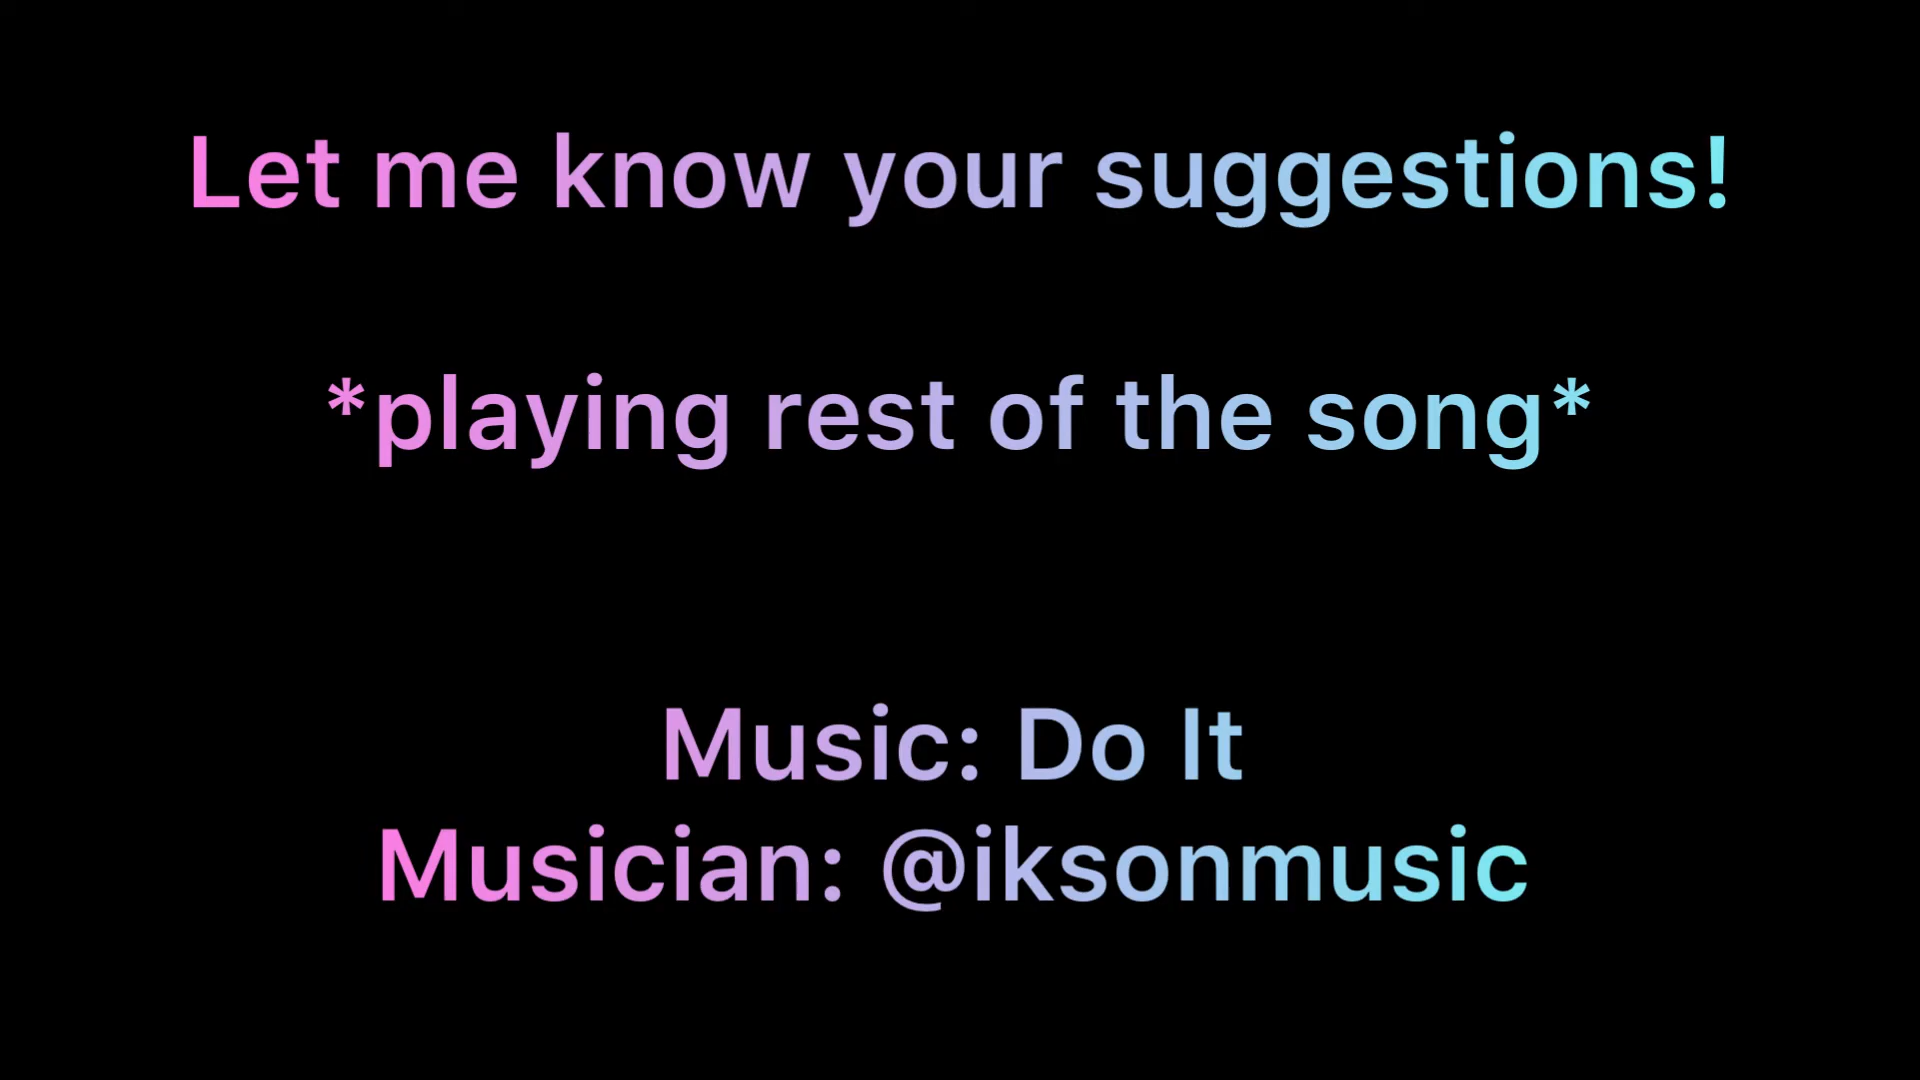 Let me know your suggestions!
*playing rest of the song*
Music: Do It
Musician: @iksonmusic